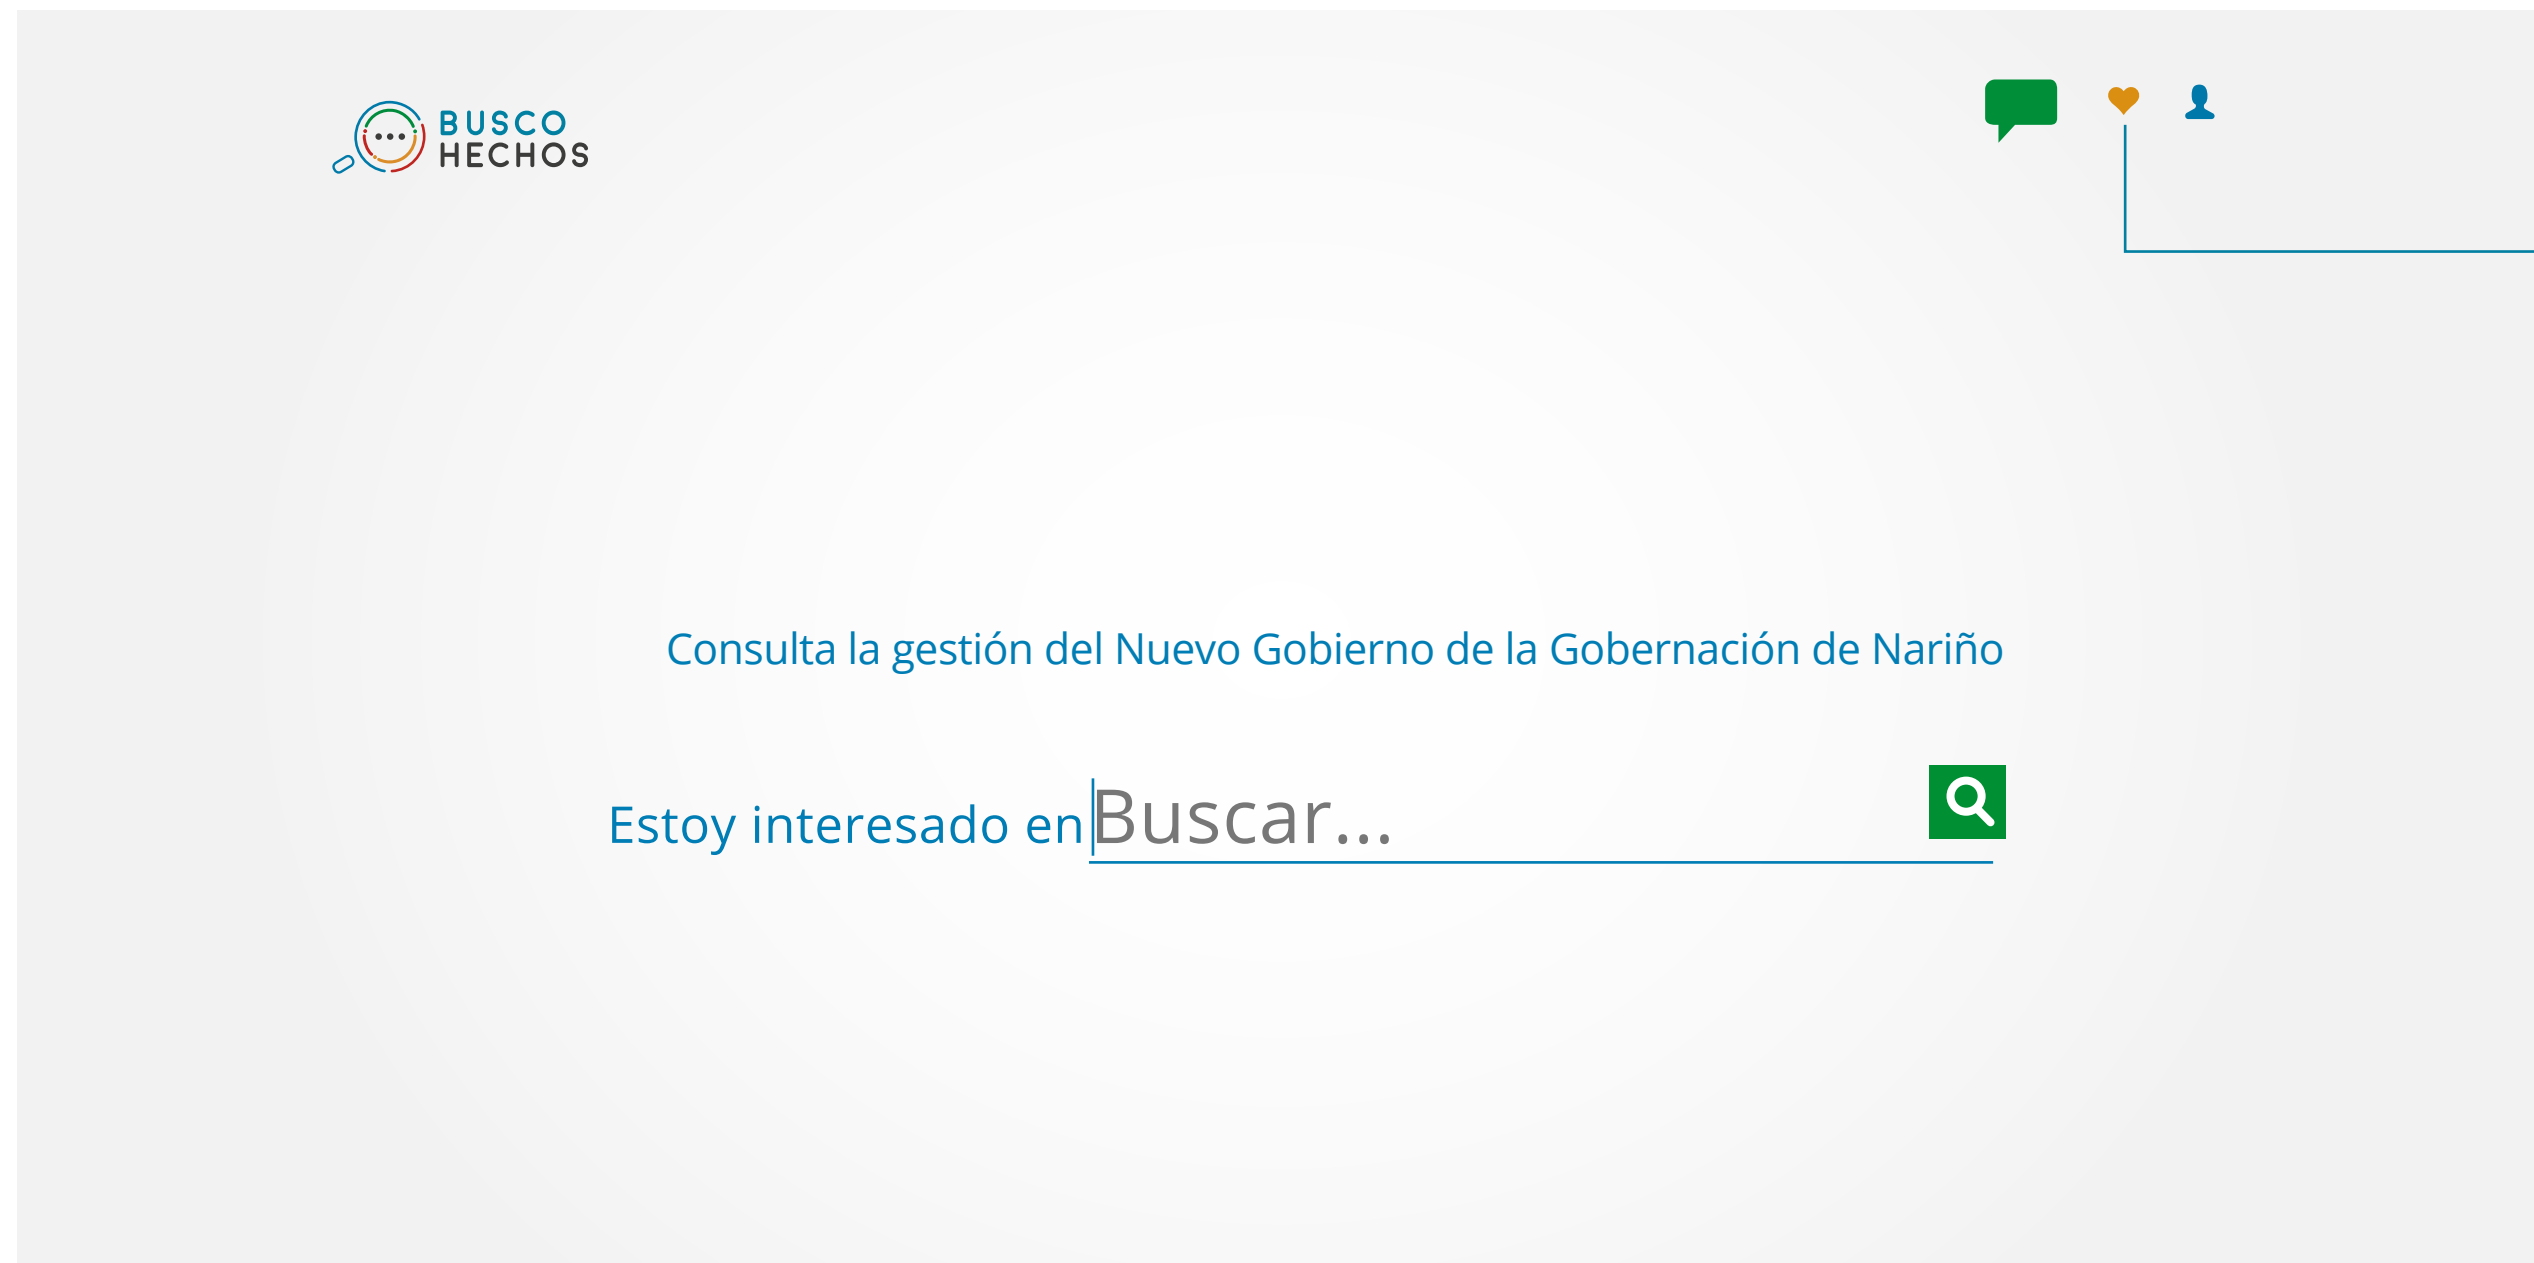 BUSCO
HECHOS
Consulta la gestión del Nuevo Gobierno de la Gobernación de Nariño
Estoy interesado en Buscar...